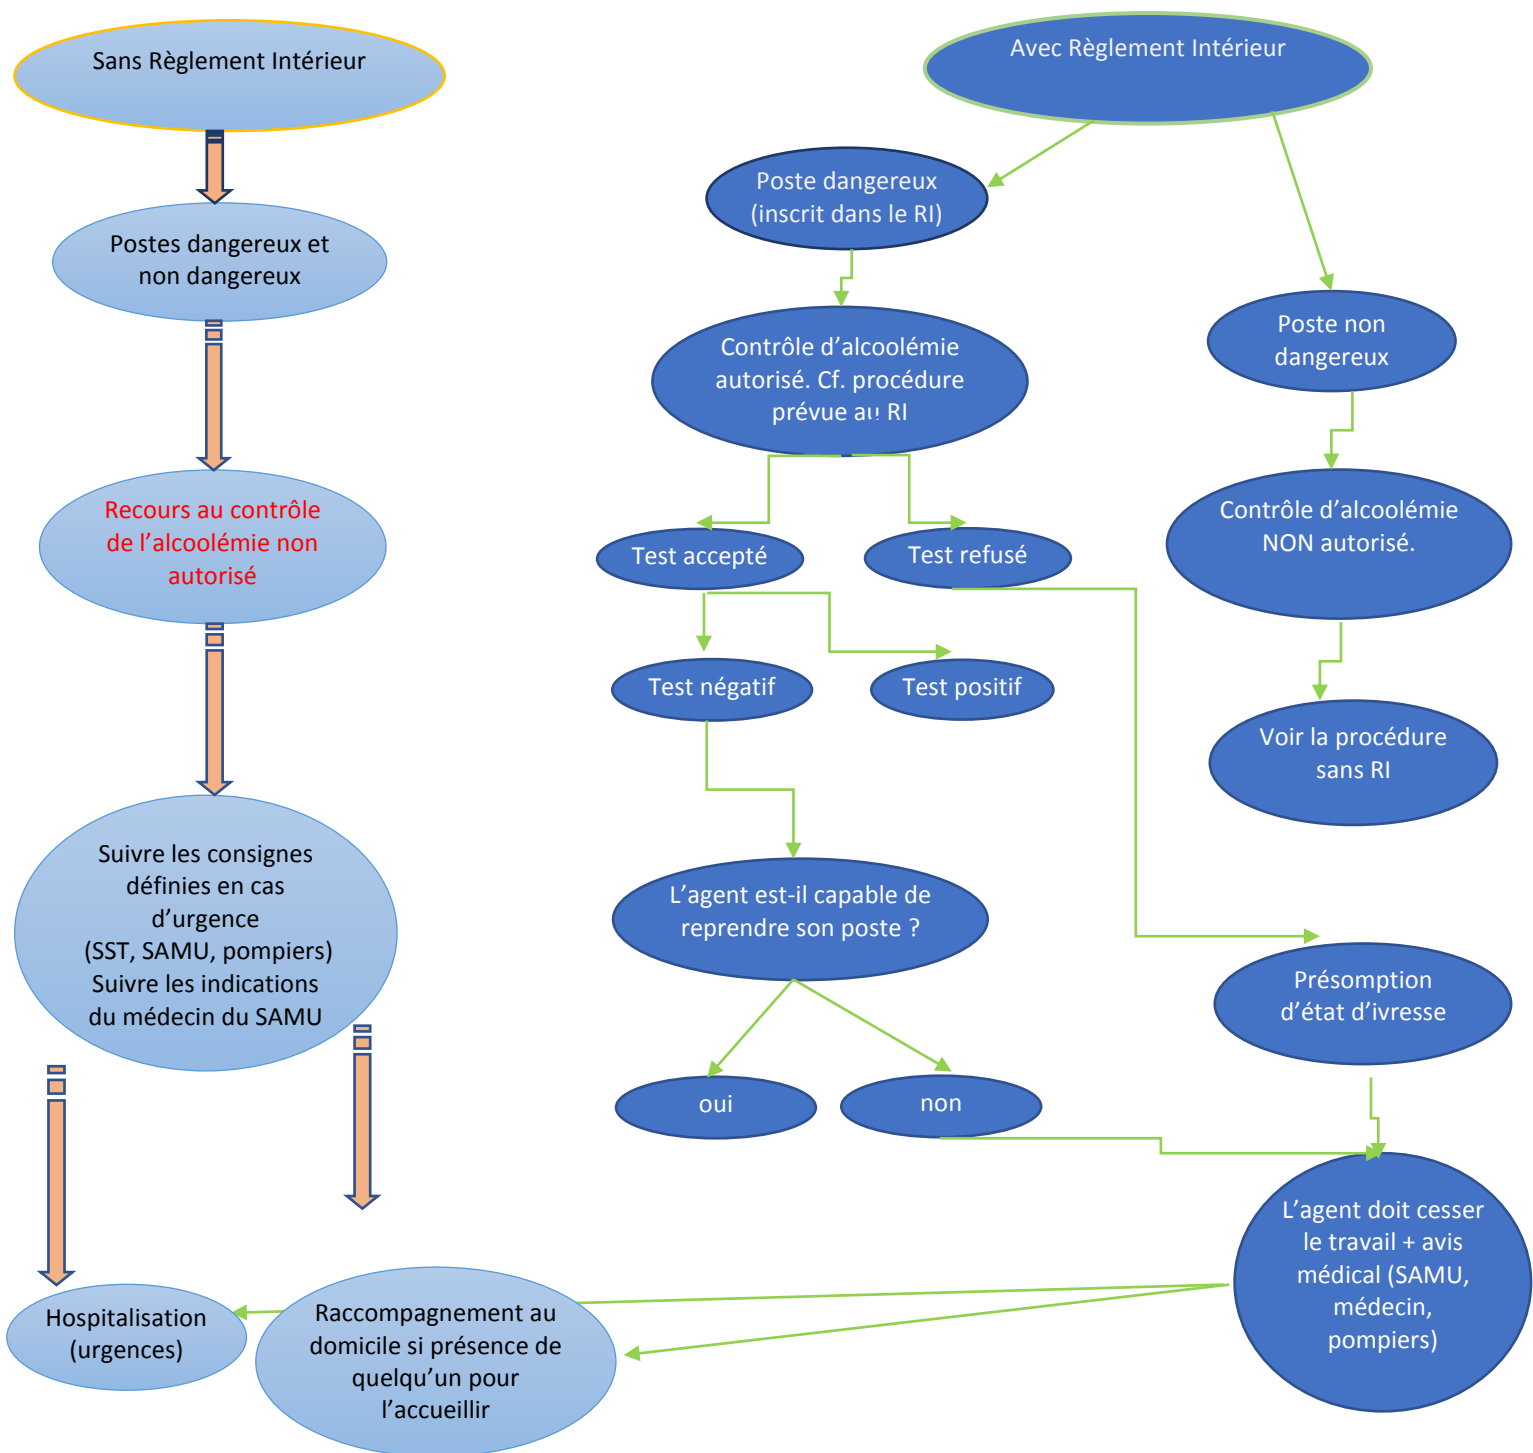 Sans Règlement Intérieur
Postes dangereux et
non dangereux
Recours au contrôle
de l’alcoolémie non
autorisé
Suivre les consignes
définies en cas
d’urgence
(SST, SAMU, pompiers)
Suivre les indications
du médecin du SAMU
Hospitalisation
(urgences)
Raccompagnement au
domicile si présence de
quelqu’un pour
l’accueillir
Avec Règlement Intérieur
Poste dangereux
(inscrit dans le RI)
Contrôle d’alcoolémie
autorisé. Cf. procédure
prévue au RI
Test accepté
Test refusé
Test négatif
Test positif
L’agent est-il capable de
reprendre son poste ?
oui
non
Poste non
dangereux
Contrôle d’alcoolémie
NON autorisé.
Voir la procédure
sans RI
Présomption
d’état d’ivresse
L’agent doit cesser
le travail + avis
médical (SAMU,
médecin,
pompiers)